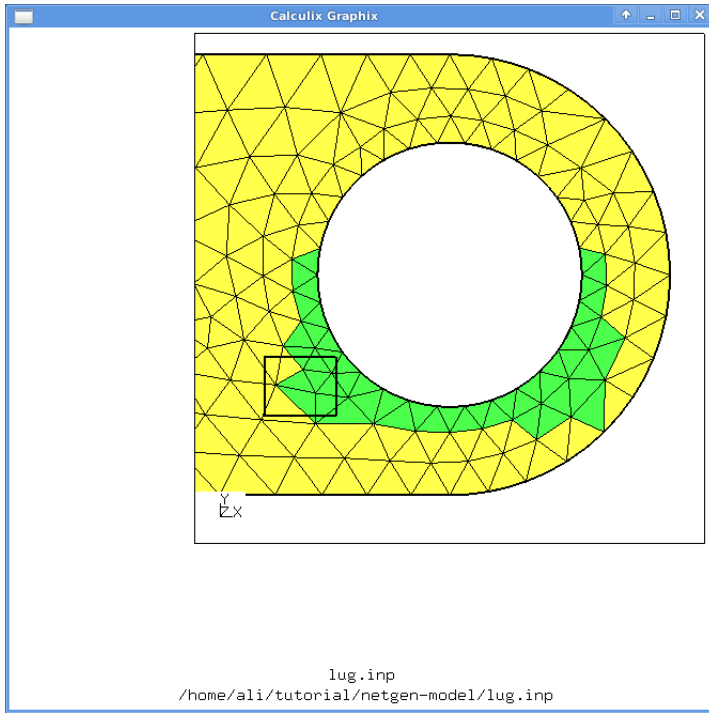 Calculix Graphix
Y
Z X
lug.inp
/home/ali/tutorial/netgen-model/lug.inp